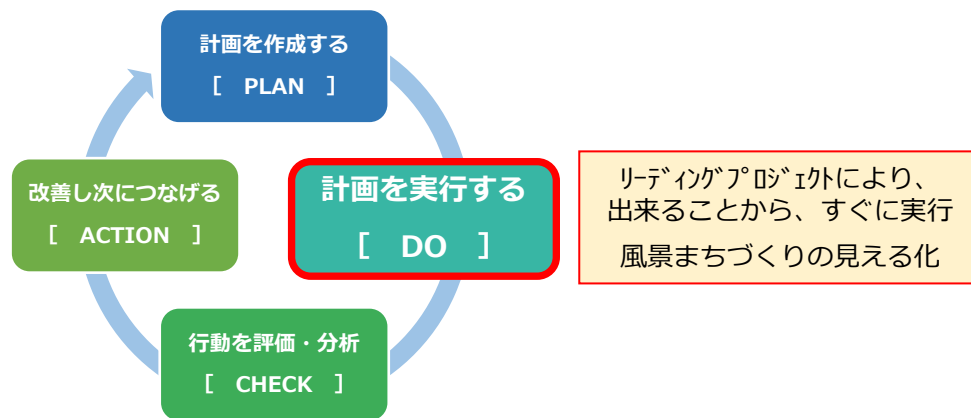 計画を作成する
[　PLAN　]
計画を実行する
[　DO　]
ﾘｰﾃﾞｨﾝｸﾞﾌﾟﾛｼﾞｪｸﾄにより、
出来ることから、すぐに実行
風景まちづくりの見える化
改善し次につなげる
[　ACTION　]
行動を評価・分析
[　CHECK　]